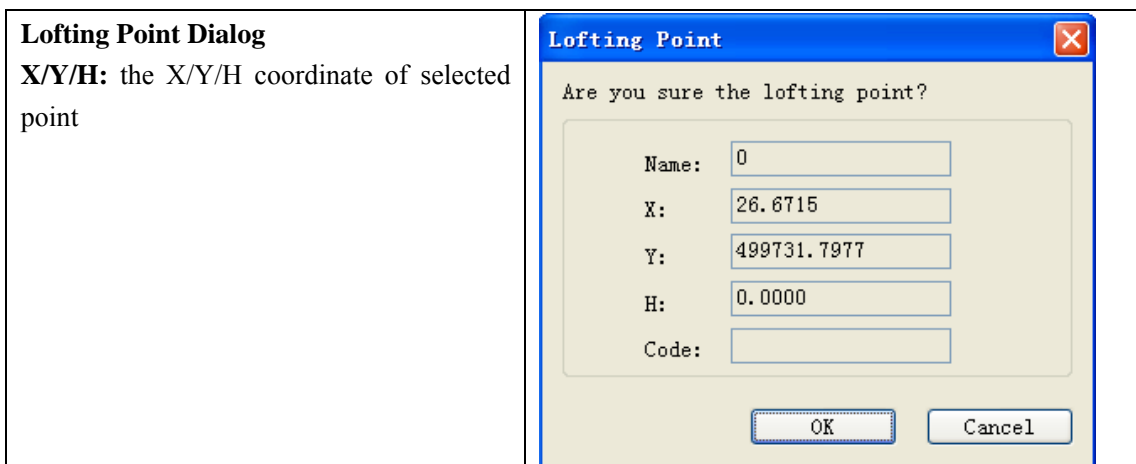 Lofting Point Dialog
X/Y/H: the X/Y/H coordinate of selected
point
Lofting Point
Are you sure the lofting point?
Name: 0
X: 26.6715
Y: 499731.7977
H: 0.0000
Code:
OK Cancel